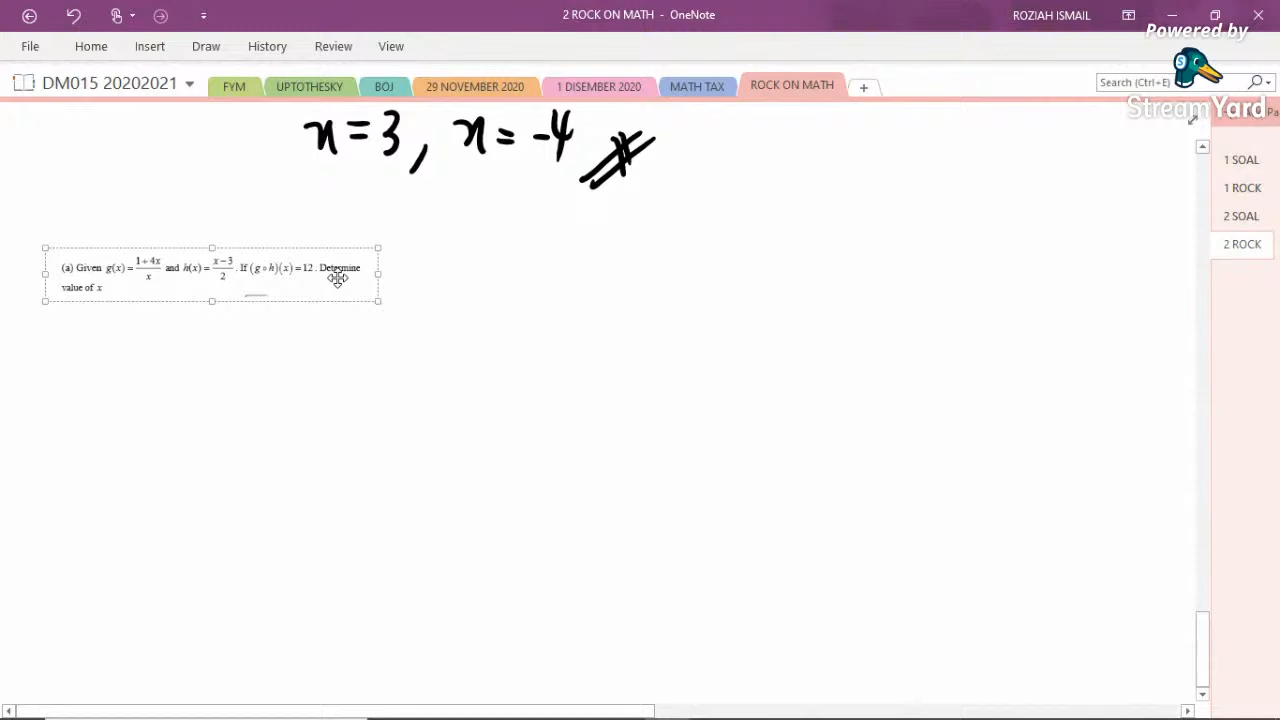 2 ROCK ON MATH - OneNote
ROZIAH ISMAIL
Powered by
File Home Insert Draw History Review View
DM015 20202021
FYM UPTOTHESKY BOJ 29 NOVEMBER 2020 1 DISEMBER 2020 MATH TAX ROCK ON MATH +
Search (Ctrl+E)
StreamYard
Pa
x = 3, x = -4
1 SOAL
1 ROCK
2 SOAL
2 ROCK
(a) Given g(x) = (1+4x)/x and h(x) = (x-3)/2. If (g∘h)(x) = 12. Determine
value of x